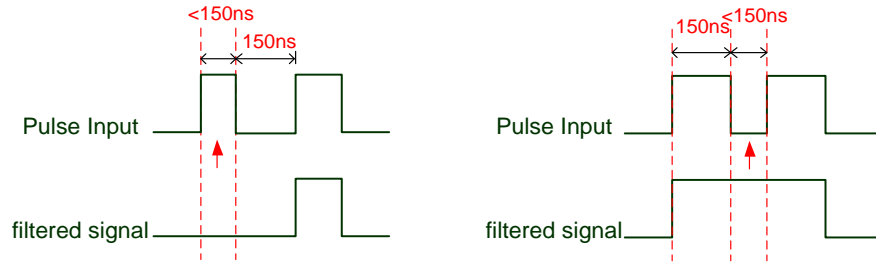 <150ns
150ns
Pulse Input
filtered signal
<150ns
150ns
Pulse Input
filtered signal